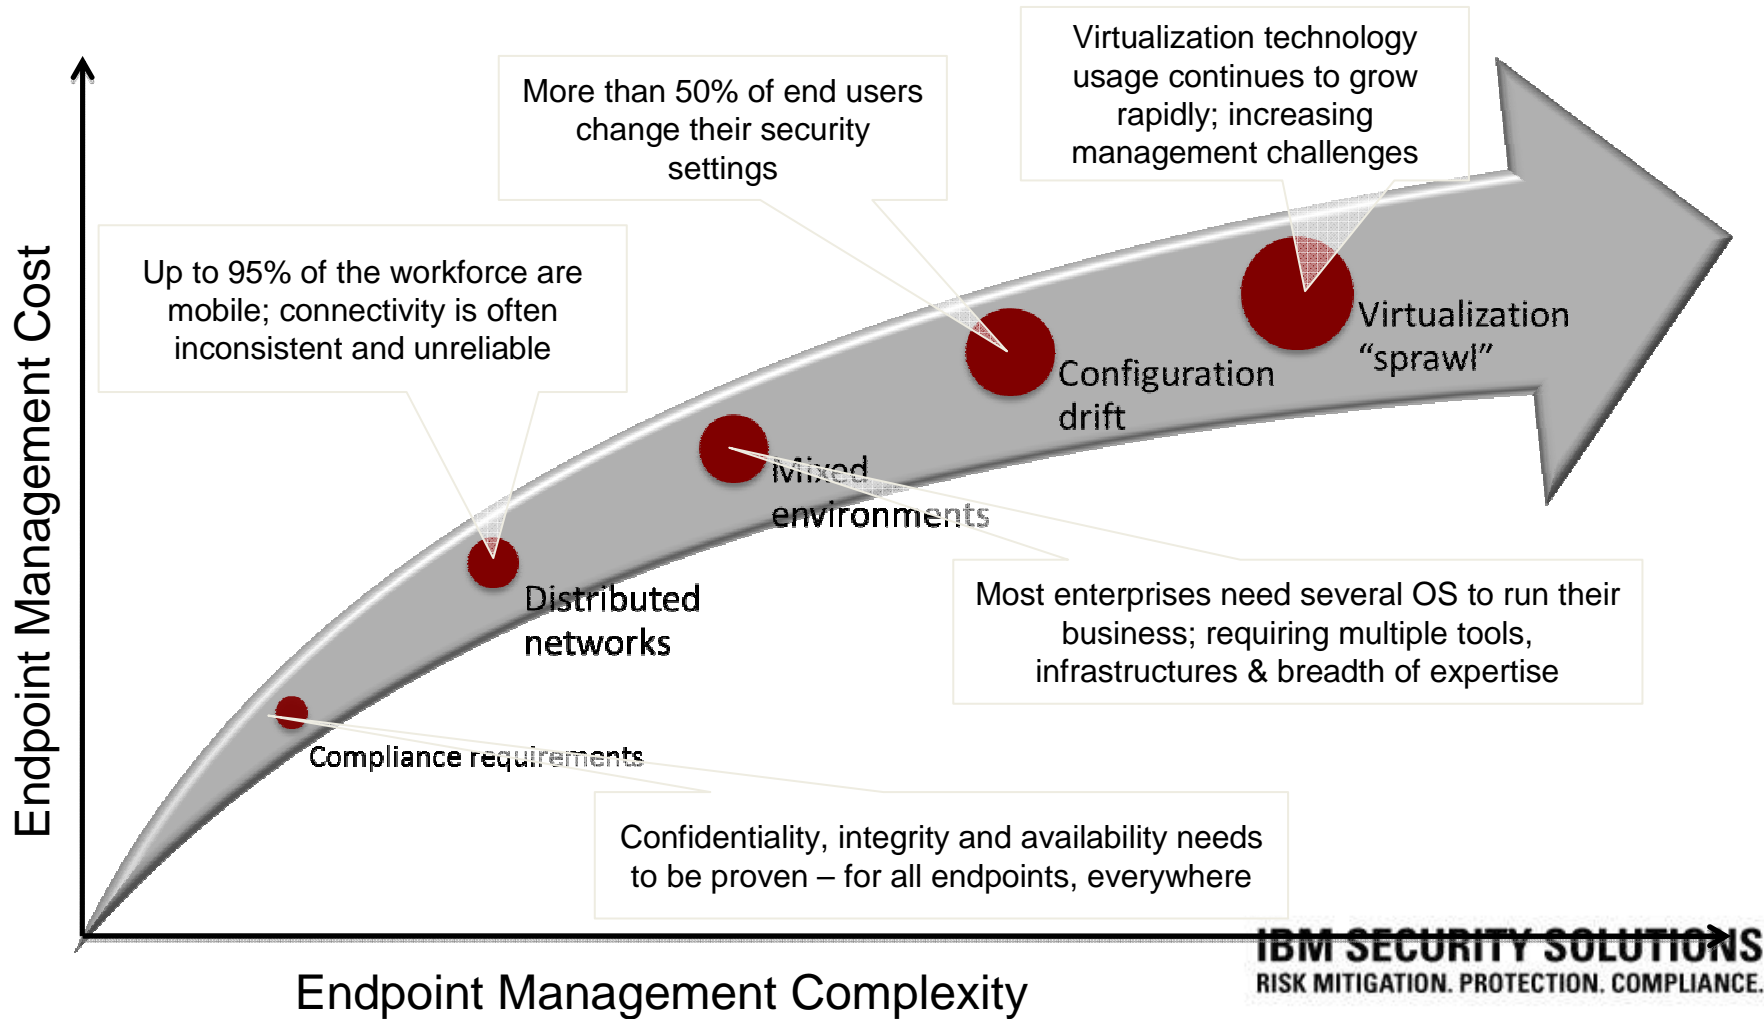 Virtualization technology
usage continues to grow
rapidly; increasing
management challenges
More than 50% of end users
change their security
settings
Up to 95% of the workforce are
mobile; connectivity is often
inconsistent and unreliable
Endpoint Management Cost
Virtualization
“sprawl”
Configuration
drift
Mixed
environments
Distributed
networks
Most enterprises need several OS to run their
business; requiring multiple tools,
infrastructures & breadth of expertise
Compliance requirements
Confidentiality, integrity and availability needs
to be proven – for all endpoints, everywhere
Endpoint Management Complexity
IBM SECURITY SOLUTIONS
RISK MITIGATION. PROTECTION. COMPLIANCE.